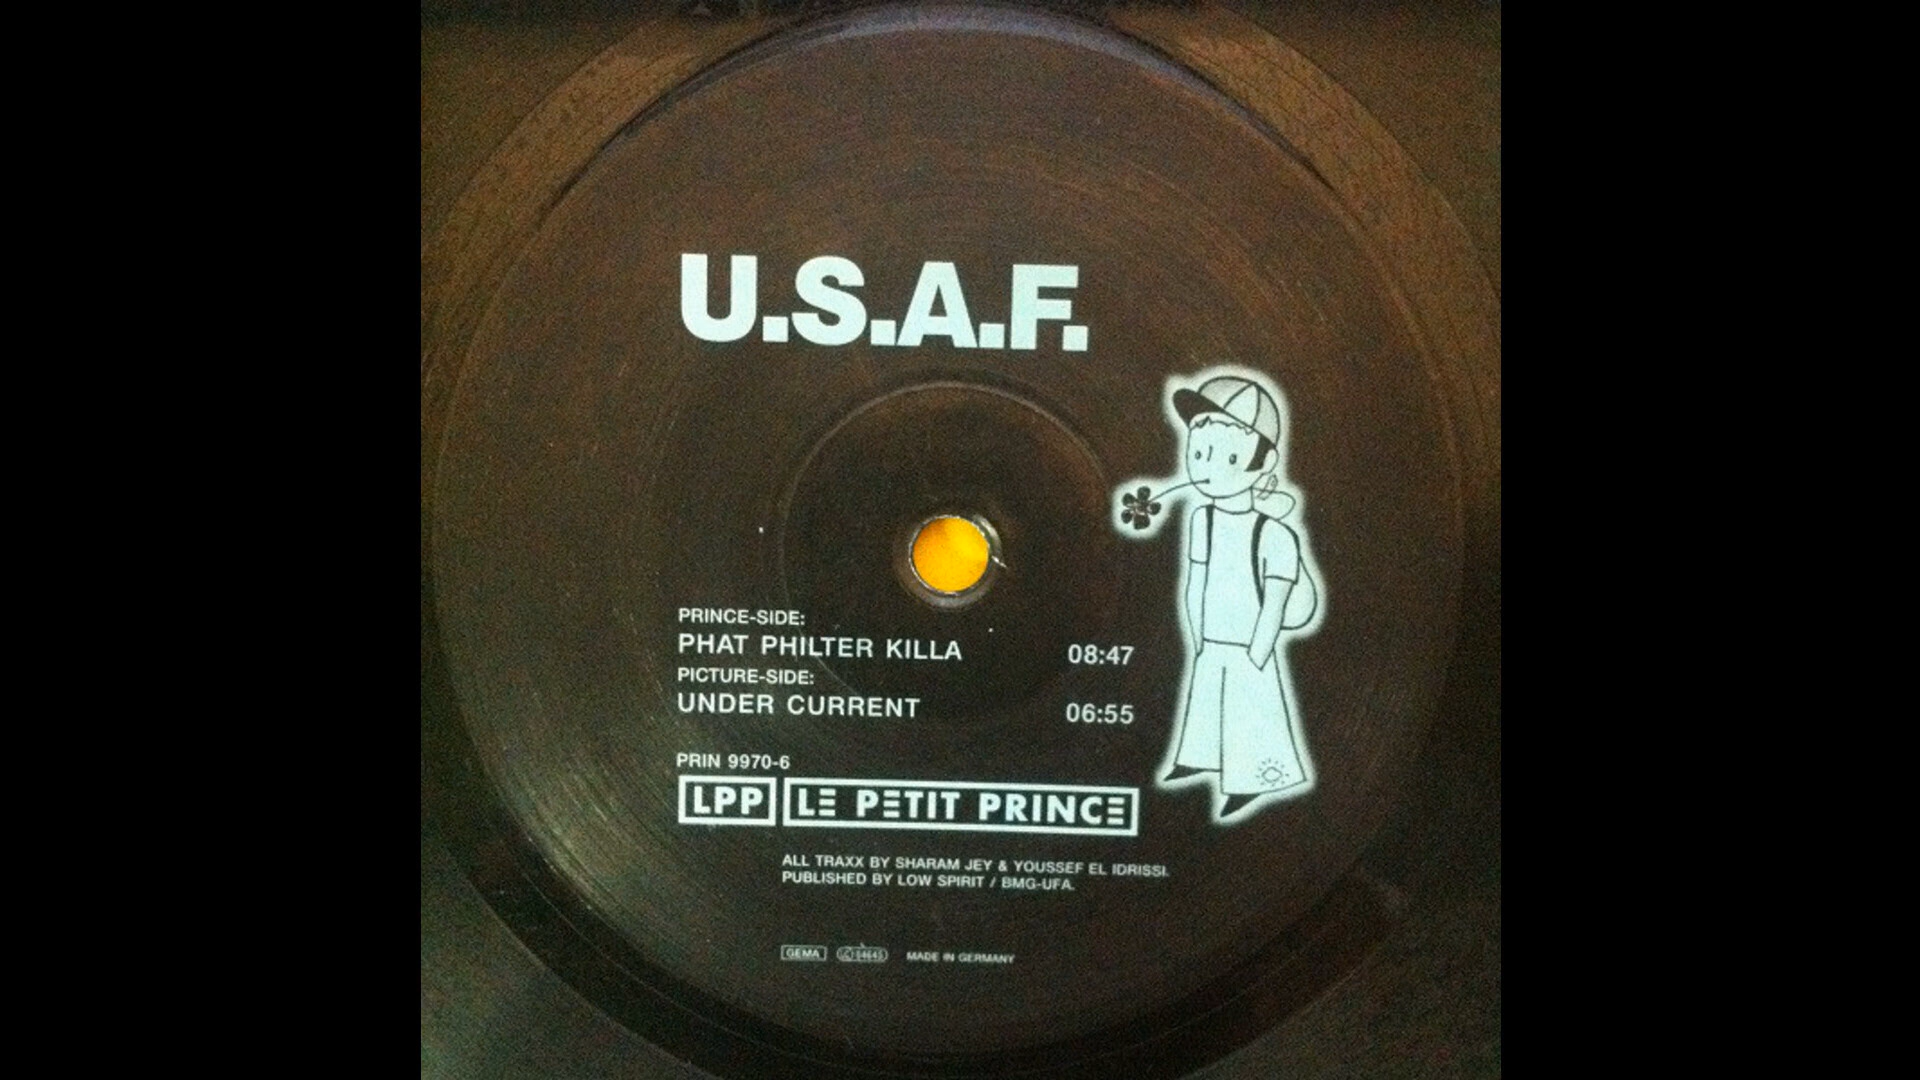 U.S.A.F.
PRINCE-SIDE:
PHAT PHILTER KILLA 08:47
PICTURE-SIDE:
UNDER CURRENT 06:55
PRIN 9970-6
LPP LE PETIT PRINCE
ALL TRAXX BY SHARAM JEY & YOUSSEF EL IDRISSI.
PUBLISHED BY LOW SPIRIT / BMG-UFA.
GEMA LC 04645 MADE IN GERMANY